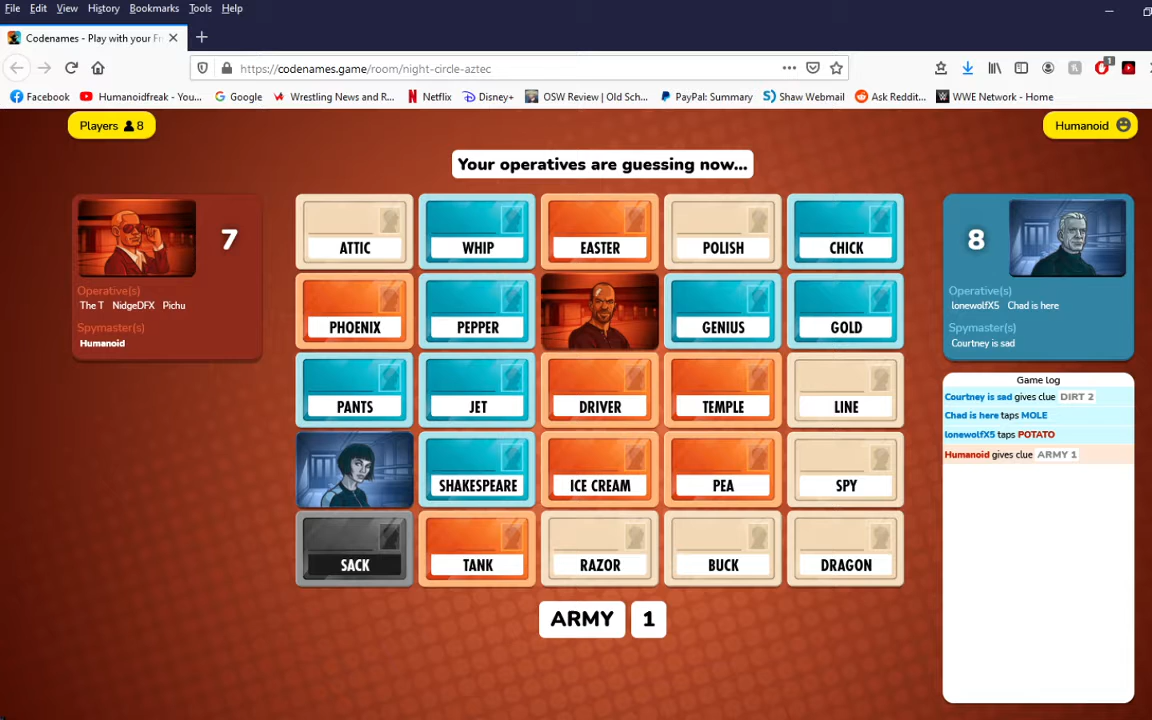 File Edit View History Bookmarks Tools Help
Codenames - Play with your Fr
https://codenames.game/room/night-circle-aztec
1
Facebook Humanoidfreak - You... Google Wrestling News and R... Netflix Disney+ OSW Review | Old Sch... PayPal: Summary Shaw Webmail Ask Reddit... WWE Network - Home
Players 8
Humanoid
Your operatives are guessing now...
7
Operative(s)
The T NidgeDFX Pichu
Spymaster(s)
Humanoid
ATTIC WHIP EASTER POLISH CHICK
PHOENIX PEPPER GENIUS GOLD
PANTS JET DRIVER TEMPLE LINE
SHAKESPEARE ICE CREAM PEA SPY
SACK TANK RAZOR BUCK DRAGON
ARMY 1
8
Operative(s)
lonewolfX5 Chad is here
Spymaster(s)
Courtney is sad
Game log
Courtney is sad gives clue DIRT 2
Chad is here taps MOLE
lonewolfX5 taps POTATO
Humanoid gives clue ARMY 1